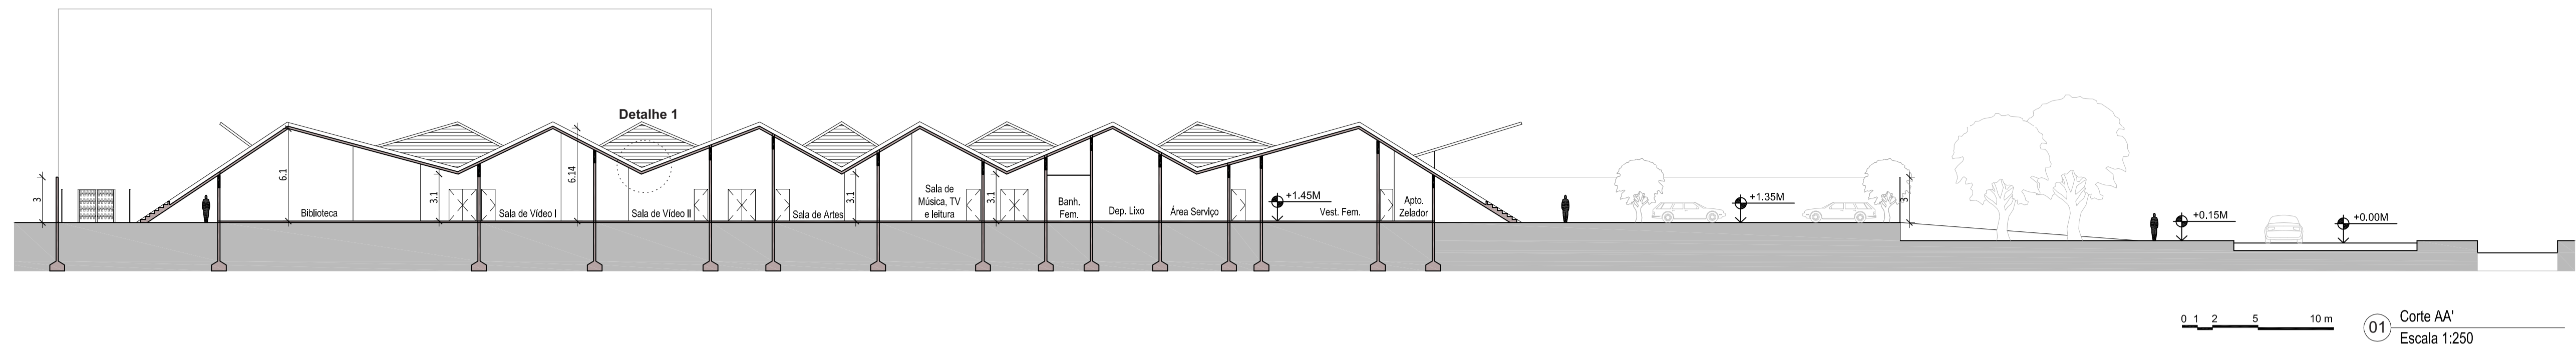 Detalhe 1
3
6.1
Biblioteca
3.1
Sala de Vídeo I
6.14
Sala de Vídeo II
Sala de Artes
3.1
Sala de
Música, TV
e leitura
3.1
Banh.
Fem.
Dep. Lixo
Área Serviço
+1.45M
Vest. Fem.
Apto.
Zelador
+1.35M
3
+0.15M
+0.00M
0 1 2 5 10 m
01
Corte AA'
Escala 1:250